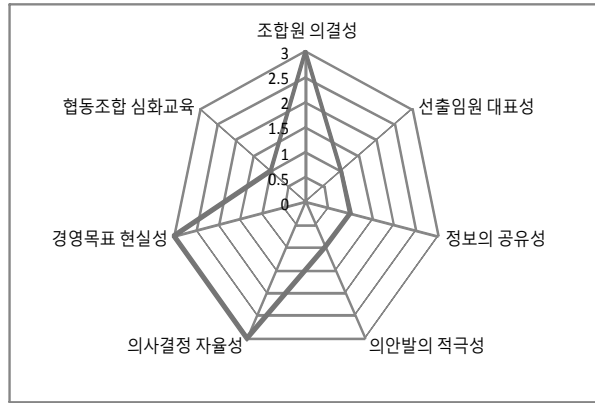 조합원 의결성
3
2.5
2
1.5
1
0.5
0
선출임원 대표성
정보의 공유성
의안발의 적극성
의사결정 자율성
경영목표 현실성
협동조합 심화교육